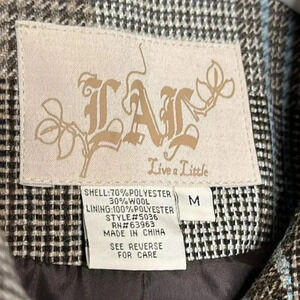 LAL
Live a Little
SHELL:70%POLYESTER
30%WOOL
LINING:100%POLYESTER
STYLE#5036
RN#63963
MADE IN CHINA
SEE REVERSE
FOR CARE
M